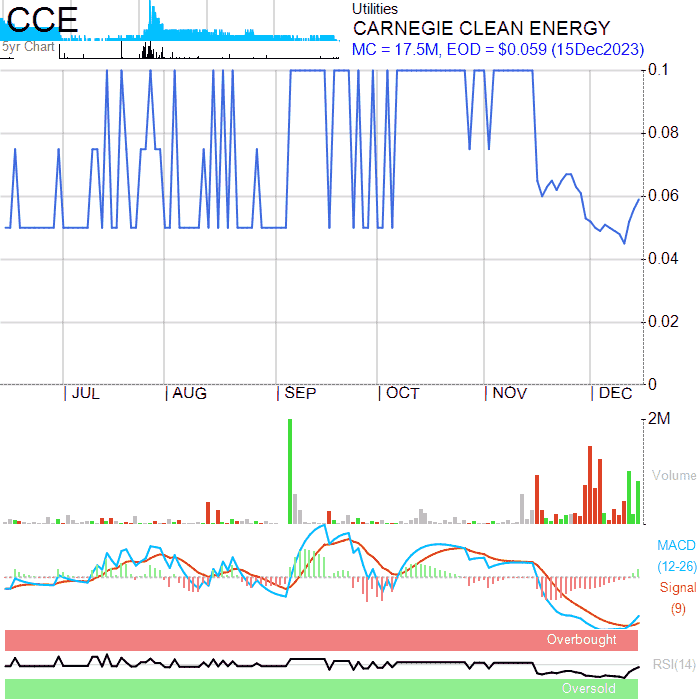 CCE
5yr Chart
Utilities
CARNEGIE CLEAN ENERGY
MC = 17.5M, EOD = $0.059 (15Dec2023)
0.1
0.08
0.06
0.04
0.02
0
JUL AUG SEP OCT NOV DEC
2M
Volume
MACD
(12-26)
Signal
(9)
Overbought
RSI(14)
Oversold